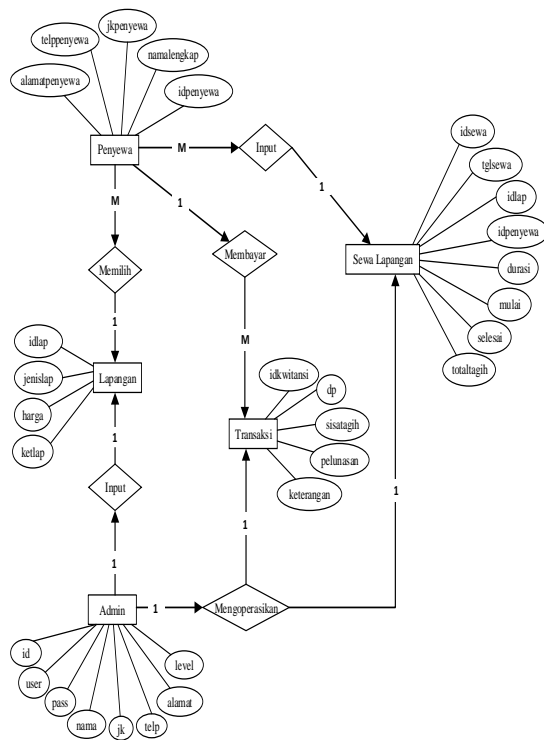 jkpenyewa
telppenyewa
namalengkap
alamatpenyewa
idpenyewa
Penyewa
M
Input
1
M
1
Memilih
Membayar
1
M
idsewa
tglsewa
idlap
idpenyewa
durasi
mulai
selesai
totaltagih
Sewa Lapangan
idlap
jenislap
harga
ketlap
Lapangan
1
Input
1
idkwitansi
dp
sisatagih
pelunasan
keterangan
Transaksi
1
1
Admin
1
Mengoperasikan
id
user
pass
nama
jk
telp
alamat
level